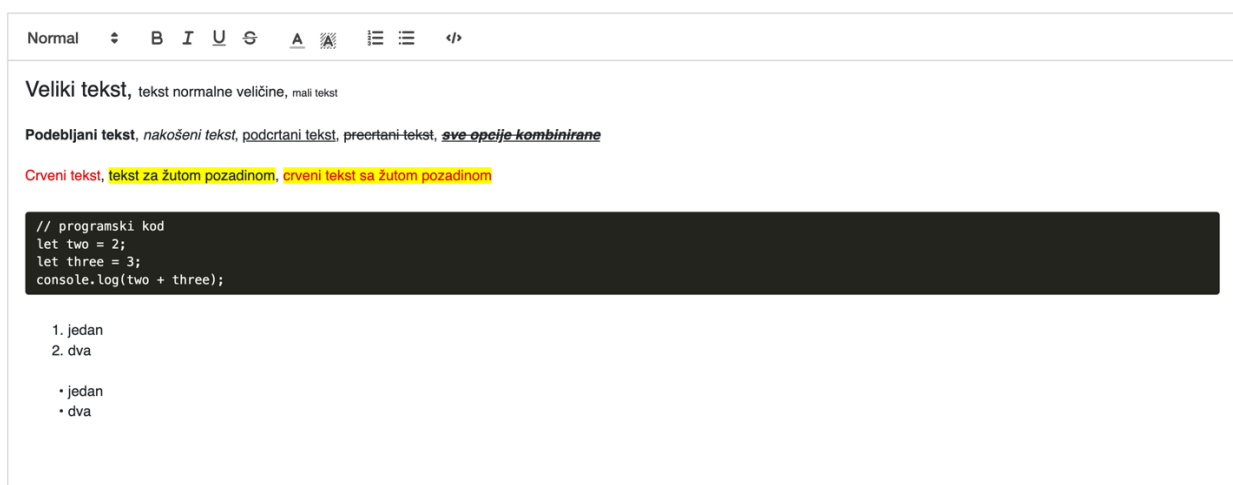 Normal B I U S A A </>
Veliki tekst, tekst normalne veličine, mali tekst
Podebljani tekst, nakošeni tekst, podcrtani tekst, precrtani tekst, sve opcije kombinirane
Crveni tekst, tekst za žutom pozadinom, crveni tekst sa žutom pozadinom
// programski kod
let two = 2;
let three = 3;
console.log(two + three);
1. jedan
2. dva
• jedan
• dva